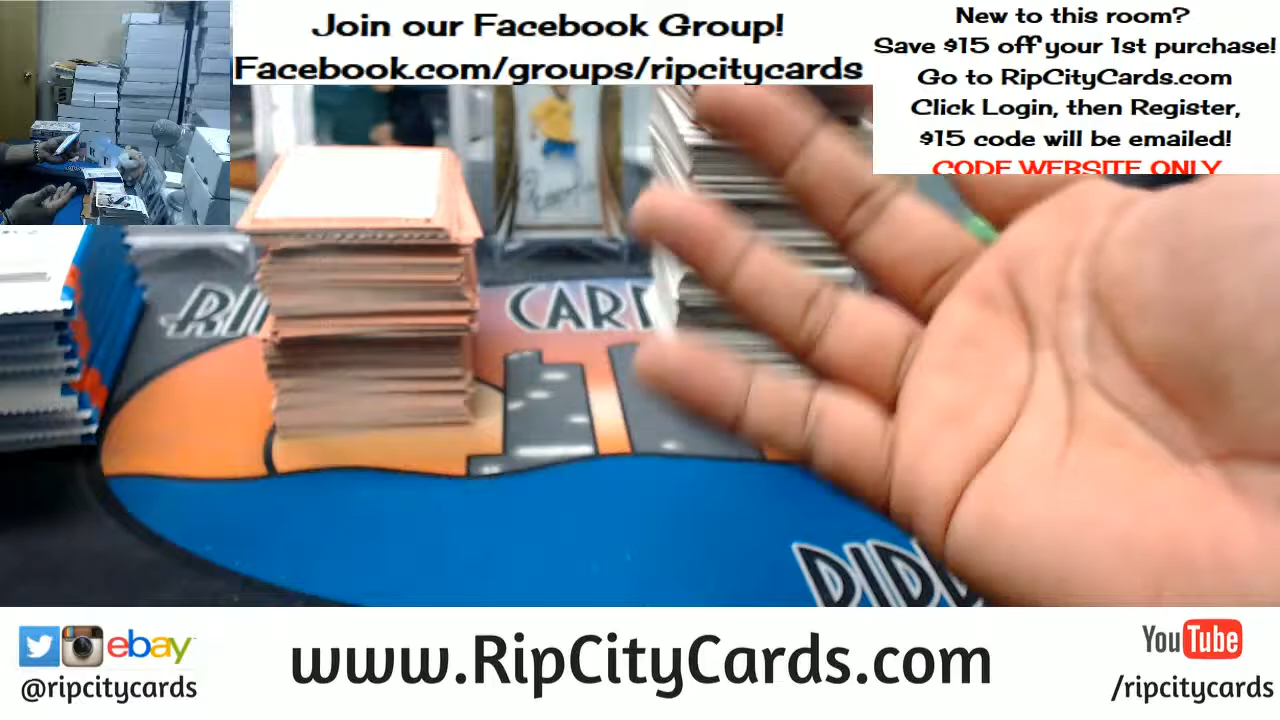 Join our Facebook Group!
Facebook.com/groups/ripcitycards
New to this room?
Save $15 off your 1st purchase!
Go to RipCityCards.com
Click Login, then Register,
$15 code will be emailed!
CODE WEBSITE ONLY
CARD
ebay
@ripcitycards
www.RipCityCards.com
YouTube
/ripcitycards